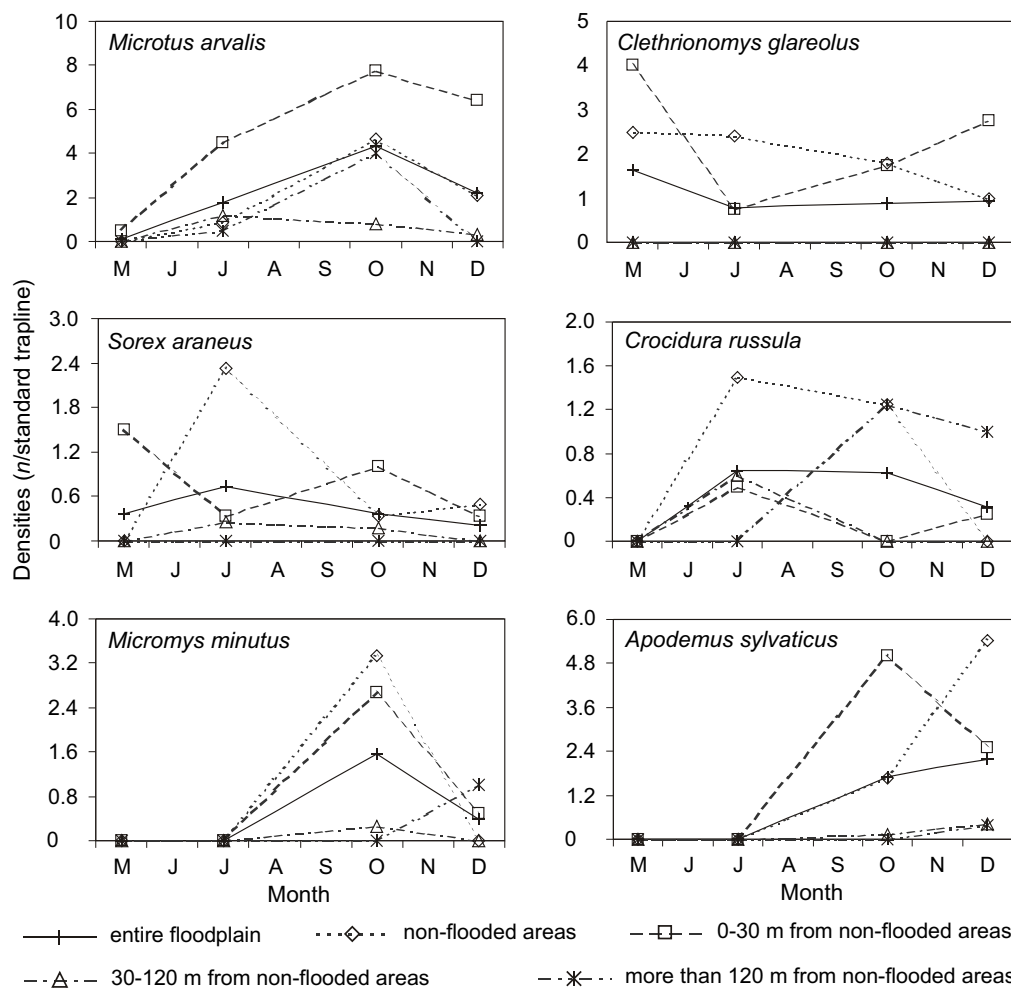 Densities (n/standard trapline)
Microtus arvalis
10
8
6
4
2
0
M J J A S O N D
Clethrionomys glareolus
5
4
3
2
1
0
M J J A S O N D
Sorex araneus
3.0
2.4
1.8
1.2
0.6
0
M J J A S O N D
Crocidura russula
2.0
1.6
1.2
0.8
0.4
0
M J J A S O N D
Micromys minutus
4.0
3.2
2.4
1.6
0.8
0
M J J A S O N D
Month
Apodemus sylvaticus
6.0
4.8
3.6
2.4
1.2
0
M J J A S O N D
Month
entire floodplain
non-flooded areas
0-30 m from non-flooded areas
30-120 m from non-flooded areas
more than 120 m from non-flooded areas